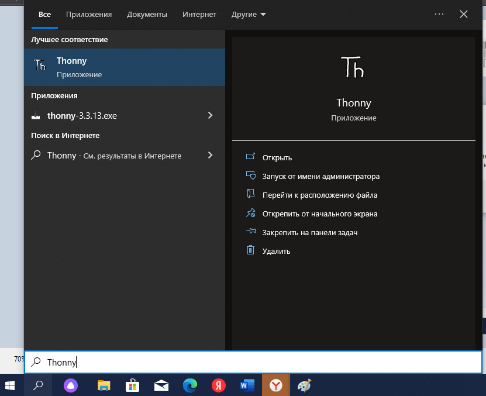 Все Приложения Документы Интернет Другие
Лучшее соответствие
Thonny
Приложение
Приложения
thonny-3.3.13.exe
Поиск в Интернете
Thonny - См. результаты в Интернете
Th
Thonny
Приложение
Открыть
Запуск от имени администратора
Перейти к расположению файла
Открепить от начального экрана
Закрепить на панели задач
Удалить
70%
Thonny